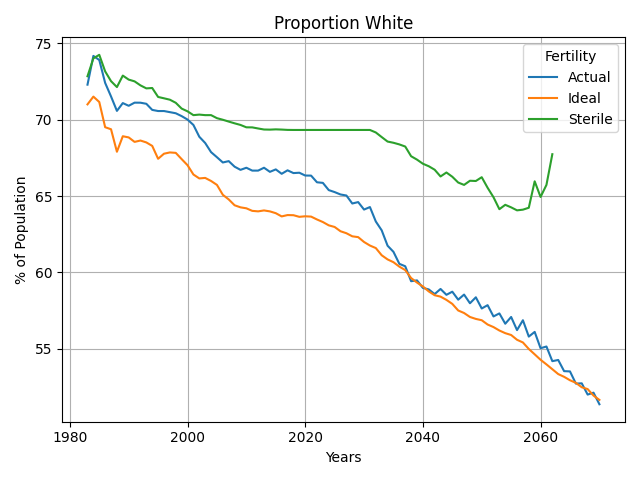 Proportion White
75
70
65
60
55
% of Population
Fertility
Actual
Ideal
Sterile
1980
2000
2020
2040
2060
Years